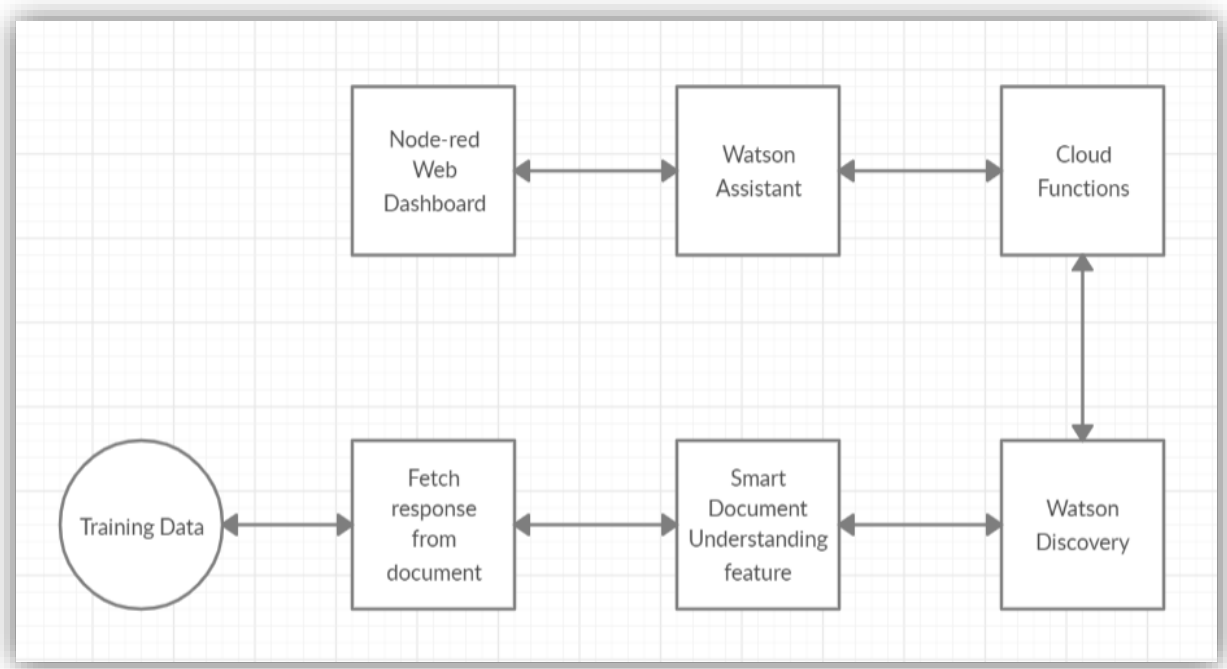 Node-red
Web
Dashboard
Watson
Assistant
Cloud
Functions
Training Data
Fetch
response
from
document
Smart
Document
Understanding
feature
Watson
Discovery